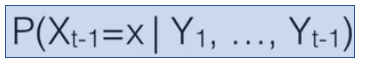 P(Xt-1=x | Y1, ..., Yt-1)